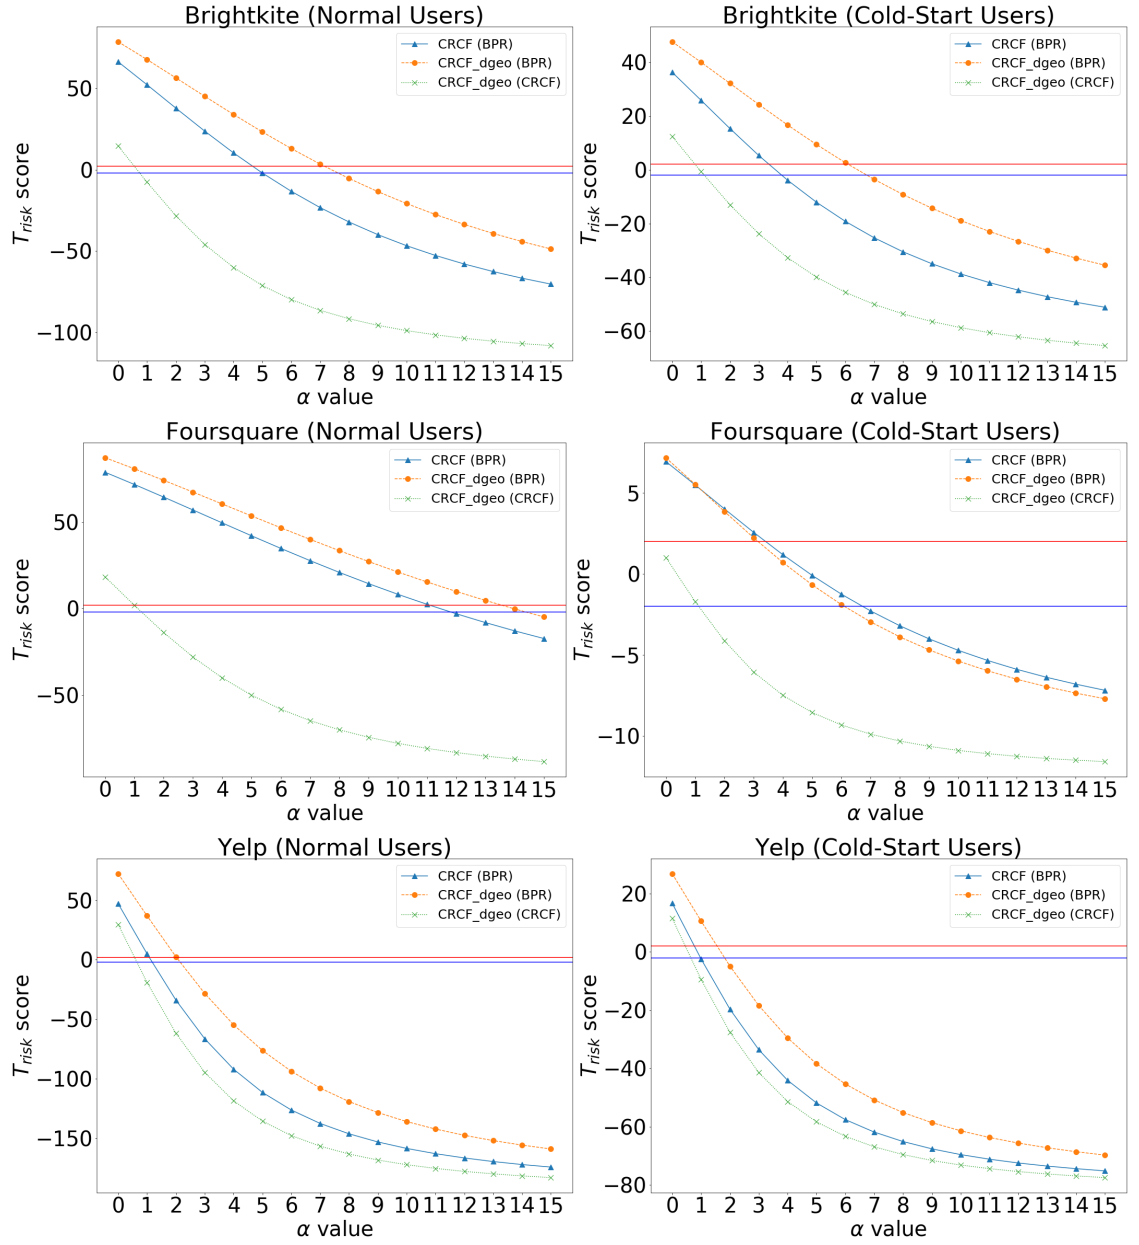 Brightkite (Normal Users)
CRCF (BPR)
CRCF_dgeo (BPR)
CRCF_dgeo (CRCF)
50
0
−50
−100
T_risk score
0 1 2 3 4 5 6 7 8 9 10 11 12 13 14 15
α value
Brightkite (Cold-Start Users)
CRCF (BPR)
CRCF_dgeo (BPR)
CRCF_dgeo (CRCF)
40
20
0
−20
−40
−60
T_risk score
0 1 2 3 4 5 6 7 8 9 10 11 12 13 14 15
α value
Foursquare (Normal Users)
CRCF (BPR)
CRCF_dgeo (BPR)
CRCF_dgeo (CRCF)
50
0
−50
T_risk score
0 1 2 3 4 5 6 7 8 9 10 11 12 13 14 15
α value
Foursquare (Cold-Start Users)
CRCF (BPR)
CRCF_dgeo (BPR)
CRCF_dgeo (CRCF)
5
0
−5
−10
T_risk score
0 1 2 3 4 5 6 7 8 9 10 11 12 13 14 15
α value
Yelp (Normal Users)
CRCF (BPR)
CRCF_dgeo (BPR)
CRCF_dgeo (CRCF)
50
0
−50
−100
−150
T_risk score
0 1 2 3 4 5 6 7 8 9 10 11 12 13 14 15
α value
Yelp (Cold-Start Users)
CRCF (BPR)
CRCF_dgeo (BPR)
CRCF_dgeo (CRCF)
20
0
−20
−40
−60
−80
T_risk score
0 1 2 3 4 5 6 7 8 9 10 11 12 13 14 15
α value